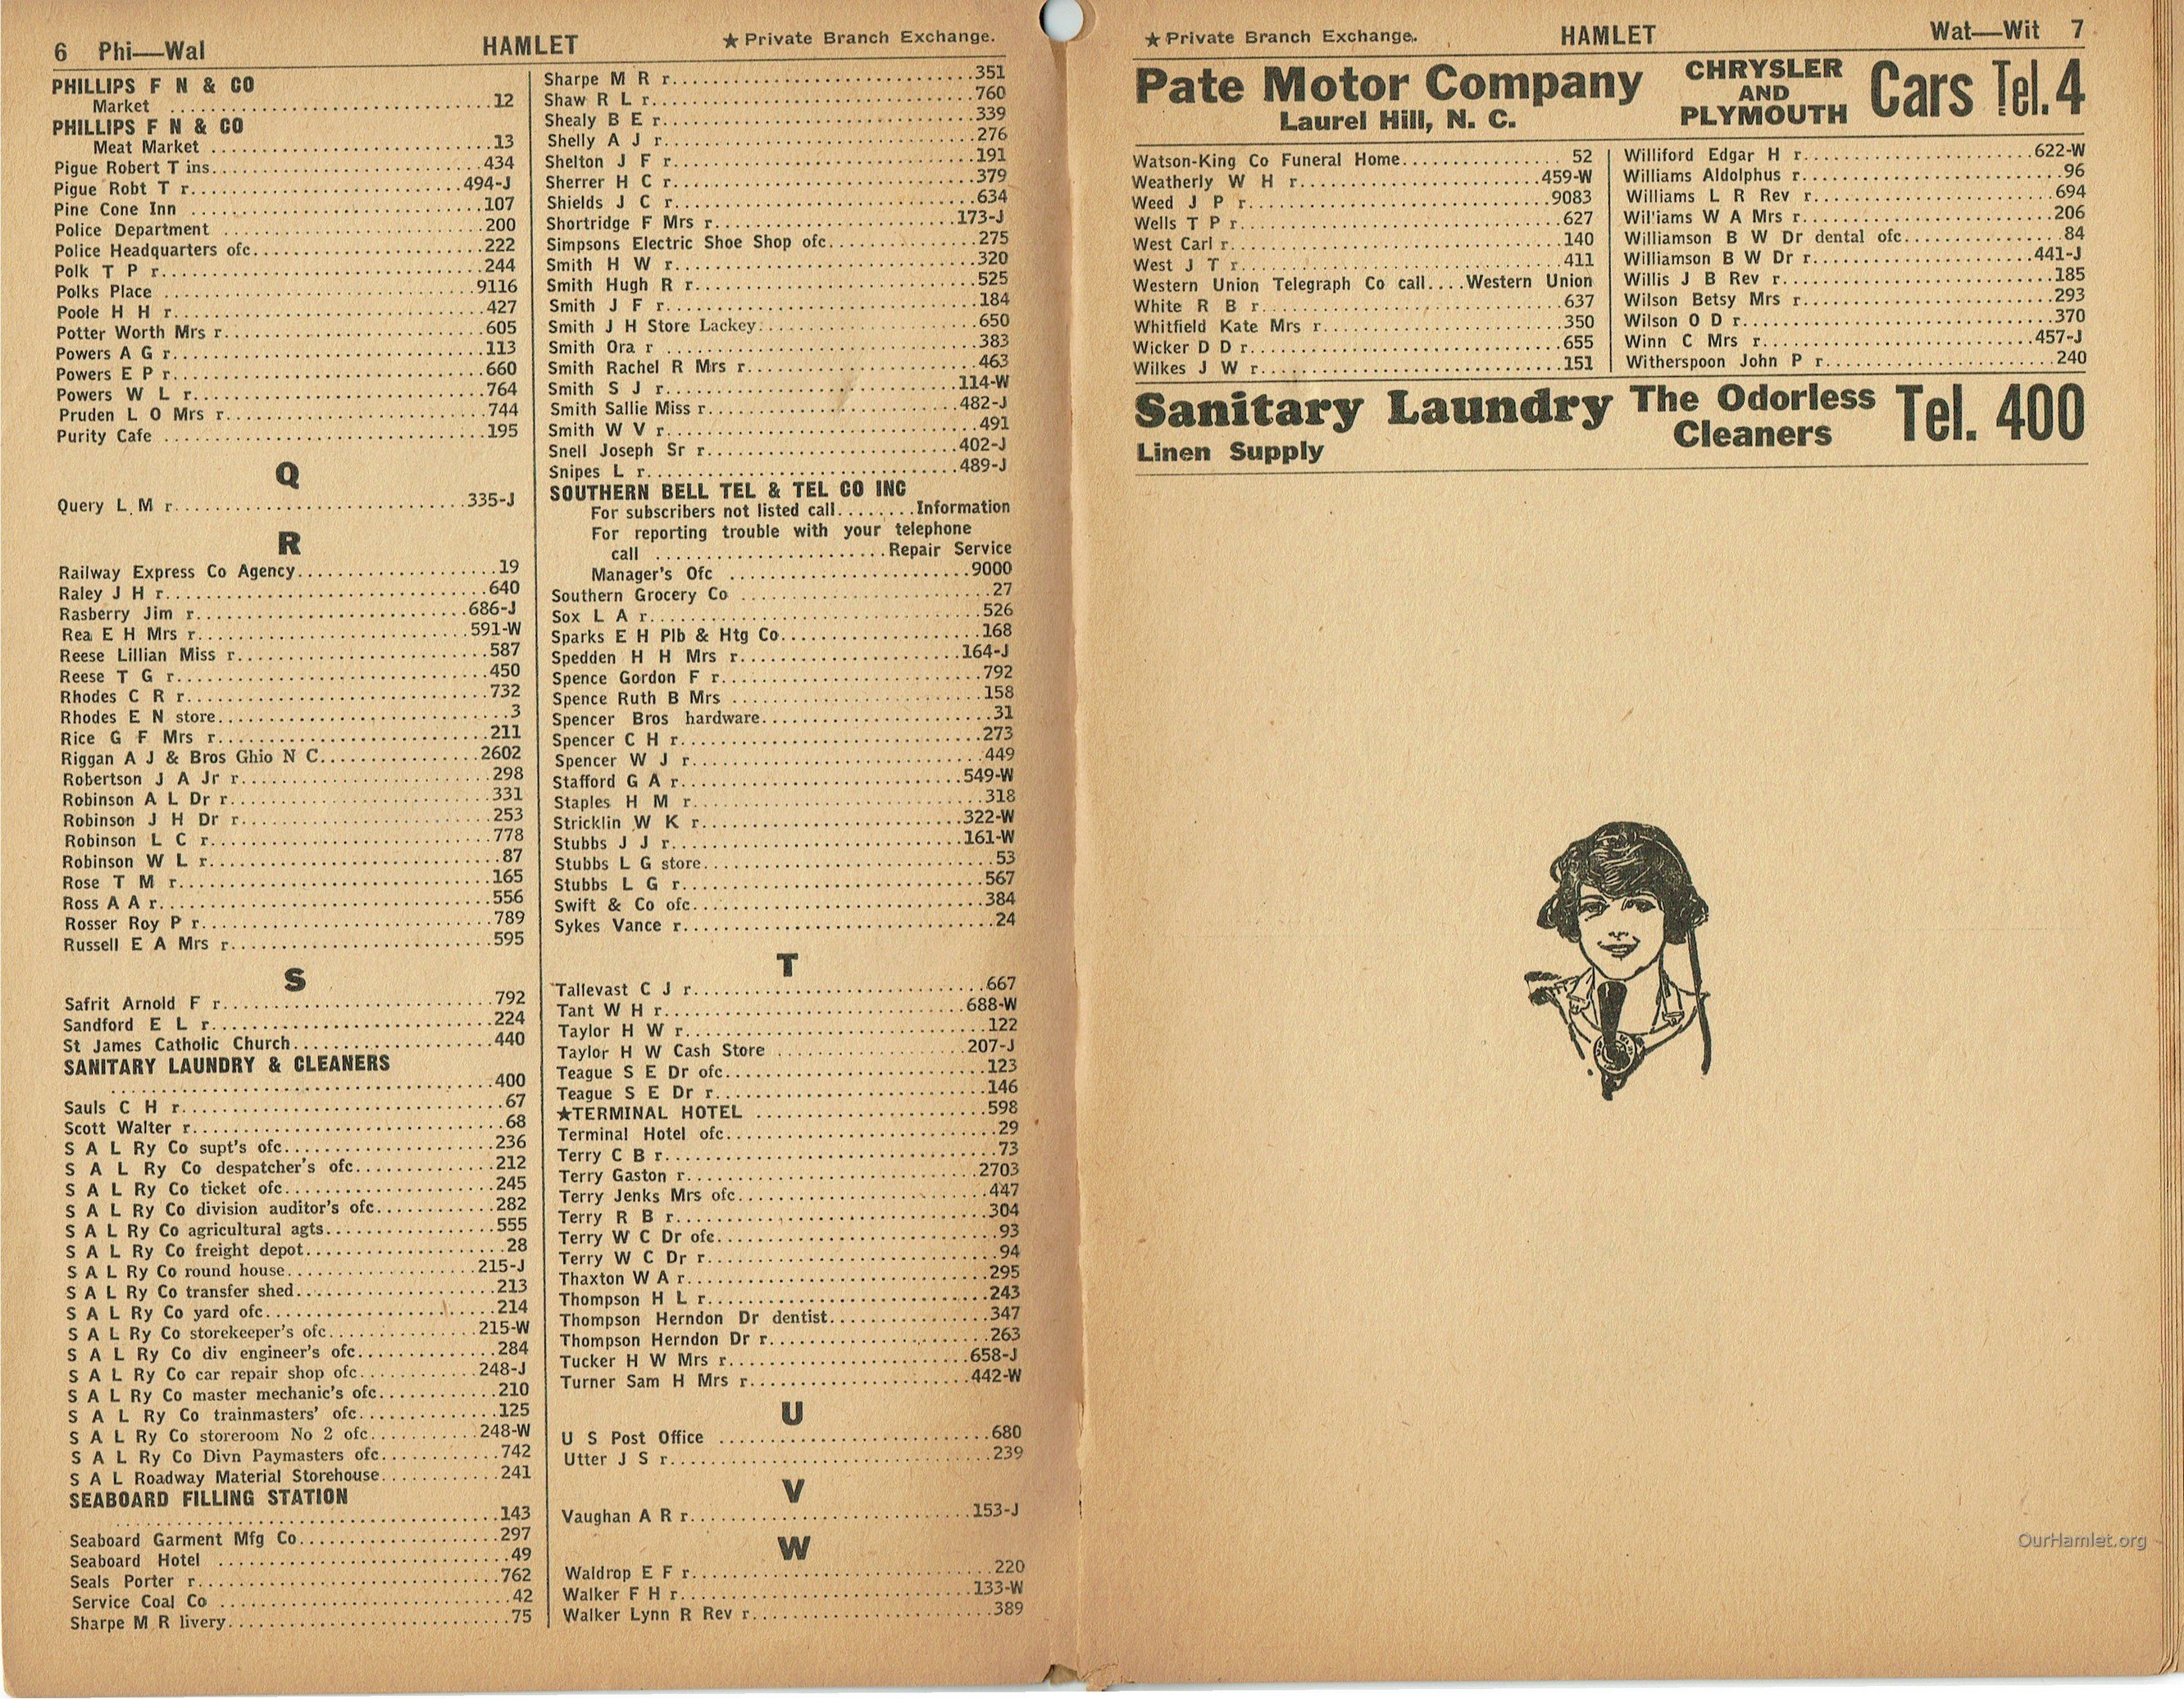 6 Phi—Wal HAMLET ★ Private Branch Exchange.
PHILLIPS F N & CO
Market ..... 12
PHILLIPS F N & CO
Meat Market ..... 13
Pigue Robert T ins..... 434
Pigue Robt T r..... 494-J
Pine Cone Inn ..... 107
Police Department ..... 200
Police Headquarters ofc..... 222
Polk T P r..... 244
Polks Place ..... 9116
Poole H H r..... 427
Potter Worth Mrs r..... 605
Powers A G r..... 113
Powers E P r..... 660
Powers W L r..... 764
Pruden L O Mrs r..... 744
Purity Cafe ..... 195
Q
Query L M r..... 335-J
R
Railway Express Co Agency..... 19
Raley J H r..... 640
Rasberry Jim r..... 686-J
Rea E H Mrs r..... 591-W
Reese Lillian Miss r..... 587
Reese T G r..... 450
Rhodes C R r..... 732
Rhodes E N store..... 3
Rice G F Mrs r..... 211
Riggan A J & Bros Ghio N C..... 2602
Robertson J A Jr r..... 298
Robinson A L Dr r..... 331
Robinson J H Dr r..... 253
Robinson L C r..... 778
Robinson W L r..... 87
Rose T M r..... 165
Ross A A r..... 556
Rosser Roy P r..... 789
Russell E A Mrs r..... 595
S
Safrit Arnold F r..... 792
Sandford E L r..... 224
St James Catholic Church..... 440
SANITARY LAUNDRY & CLEANERS
..... 400
Sauls C H r..... 67
Scott Walter r..... 68
S A L Ry Co supt's ofc..... 236
S A L Ry Co despatcher's ofc..... 212
S A L Ry Co ticket ofc..... 245
S A L Ry Co division auditor's ofc..... 282
S A L Ry Co agricultural agts..... 555
S A L Ry Co freight depot..... 28
S A L Ry Co round house..... 215-J
S A L Ry Co transfer shed..... 213
S A L Ry Co yard ofc..... 214
S A L Ry Co storekeeper's ofc..... 215-W
S A L Ry Co div engineer's ofc..... 284
S A L Ry Co car repair shop ofc..... 248-J
S A L Ry Co master mechanic's ofc..... 210
S A L Ry Co trainmasters' ofc..... 125
S A L Ry Co storeroom No 2 ofc..... 248-W
S A L Ry Co Divn Paymasters ofc..... 742
S A L Roadway Material Storehouse..... 241
SEABOARD FILLING STATION
..... 143
Seaboard Garment Mfg Co..... 297
Seaboard Hotel ..... 49
Seals Porter r..... 762
Service Coal Co ..... 42
Sharpe M R livery..... 75
Sharpe M R r..... 351
Shaw R L r..... 760
Shealy B E r..... 339
Shelly A J r..... 276
Shelton J F r..... 191
Sherrer H C r..... 379
Shields J C r..... 634
Shortridge F Mrs r..... 173-J
Simpsons Electric Shoe Shop ofc..... 275
Smith H W r..... 320
Smith Hugh R r..... 525
Smith J F r..... 184
Smith J H Store Lackey..... 650
Smith Ora r ..... 383
Smith Rachel R Mrs r..... 463
Smith S J r..... 114-W
Smith Sallie Miss r..... 482-J
Smith W V r..... 491
Snell Joseph Sr r..... 402-J
Snipes L r..... 489-J
SOUTHERN BELL TEL & TEL CO INC
For subscribers not listed call..... Information
For reporting trouble with your telephone
call ..... Repair Service
Manager's Ofc ..... 9000
Southern Grocery Co ..... 27
Sox L A r..... 526
Sparks E H Plb & Htg Co..... 168
Spedden H H Mrs r..... 164-J
Spence Gordon F r..... 792
Spence Ruth B Mrs ..... 158
Spencer Bros hardware..... 31
Spencer C H r..... 273
Spencer W J r..... 449
Stafford G A r..... 549-W
Staples H M r..... 318
Stricklin W K r..... 322-W
Stubbs J J r..... 161-W
Stubbs L G store..... 53
Stubbs L G r..... 567
Swift & Co ofc..... 384
Sykes Vance r..... 24
T
Tallevast C J r..... 667
Tant W H r..... 688-W
Taylor H W r..... 122
Taylor H W Cash Store ..... 207-J
Teague S E Dr ofc..... 123
Teague S E Dr r..... 146
★TERMINAL HOTEL ..... 598
Terminal Hotel ofc..... 29
Terry C B r..... 73
Terry Gaston r..... 2703
Terry Jenks Mrs ofc..... 447
Terry R B r..... 304
Terry W C Dr ofc..... 93
Terry W C Dr r..... 94
Thaxton W A r..... 295
Thompson H L r..... 243
Thompson Herndon Dr dentist..... 347
Thompson Herndon Dr r..... 263
Tucker H W Mrs r..... 658-J
Turner Sam H Mrs r..... 442-W
U
U S Post Office ..... 680
Utter J S r..... 239
V
Vaughan A R r..... 153-J
W
Waldrop E F r..... 220
Walker F H r..... 133-W
Walker Lynn R Rev r..... 389
★ Private Branch Exchange. HAMLET Wat—Wit 7
Pate Motor Company CHRYSLER AND PLYMOUTH Cars Tel. 4
Laurel Hill, N. C.
Watson-King Co Funeral Home..... 52
Weatherly W H r..... 459-W
Weed J P r..... 9083
Wells T P r..... 627
West Carl r..... 140
West J T r..... 411
Western Union Telegraph Co call.... Western Union
White R B r..... 637
Whitfield Kate Mrs r..... 350
Wicker D D r..... 655
Wilkes J W r..... 151
Williford Edgar H r..... 622-W
Williams Aldolphus r..... 96
Williams L R Rev r..... 694
Wil'iams W A Mrs r..... 206
Williamson B W Dr dental ofc..... 84
Williamson B W Dr r..... 441-J
Willis J B Rev r..... 185
Wilson Betsy Mrs r..... 293
Wilson O D r..... 370
Winn C Mrs r..... 457-J
Witherspoon John P r..... 240
Sanitary Laundry The Odorless Cleaners Tel. 400
Linen Supply
OurHamlet.org